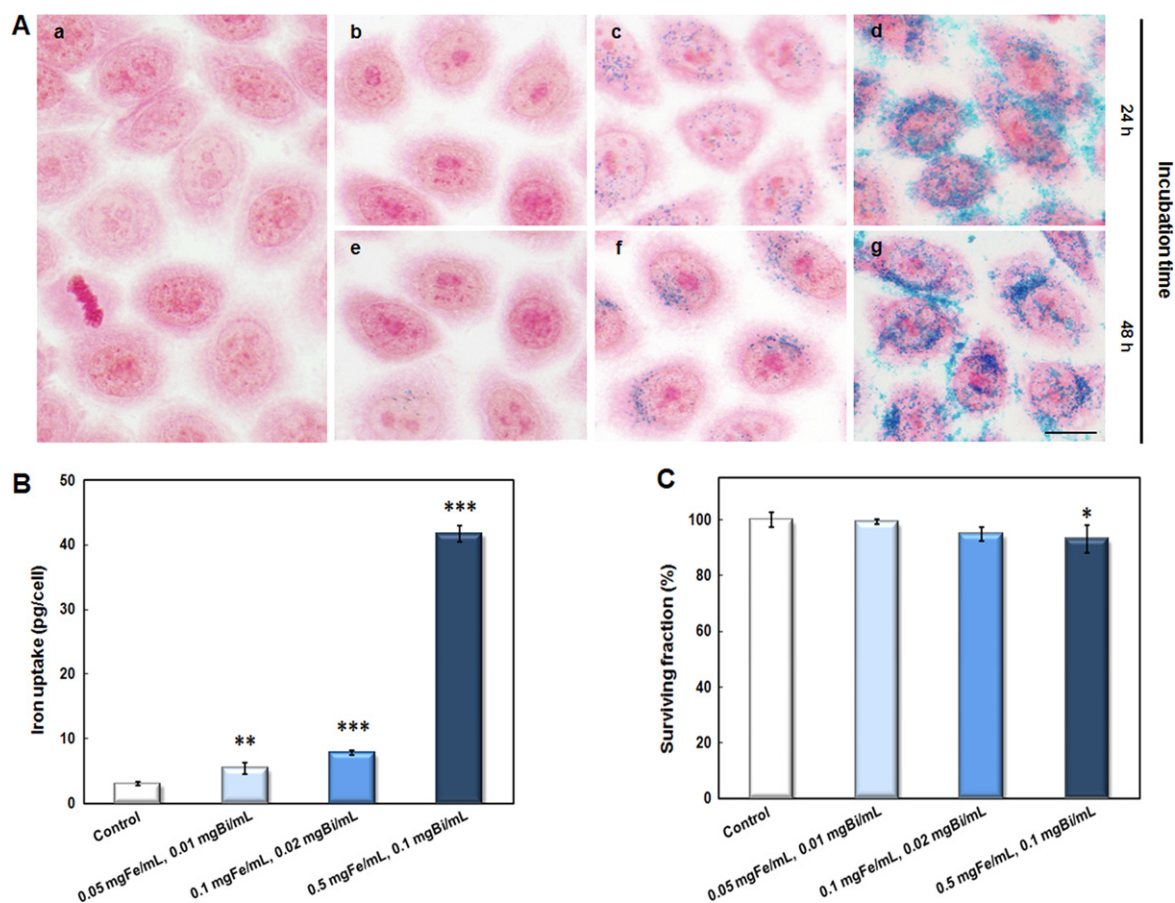 A
a
b
c
d
24 h
e
f
g
48 h
Incubation time
B
Iron uptake (pg/cell)
50
40
30
20
10
0
**
***
***
Control
0.05 mgFe/mL, 0.01 mgBi/mL
0.1 mgFe/mL, 0.02 mgBi/mL
0.5 mgFe/mL, 0.1 mgBi/mL
C
Surviving fraction (%)
100
80
60
40
20
0
*
Control
0.05 mgFe/mL, 0.01 mgBi/mL
0.1 mgFe/mL, 0.02 mgBi/mL
0.5 mgFe/mL, 0.1 mgBi/mL